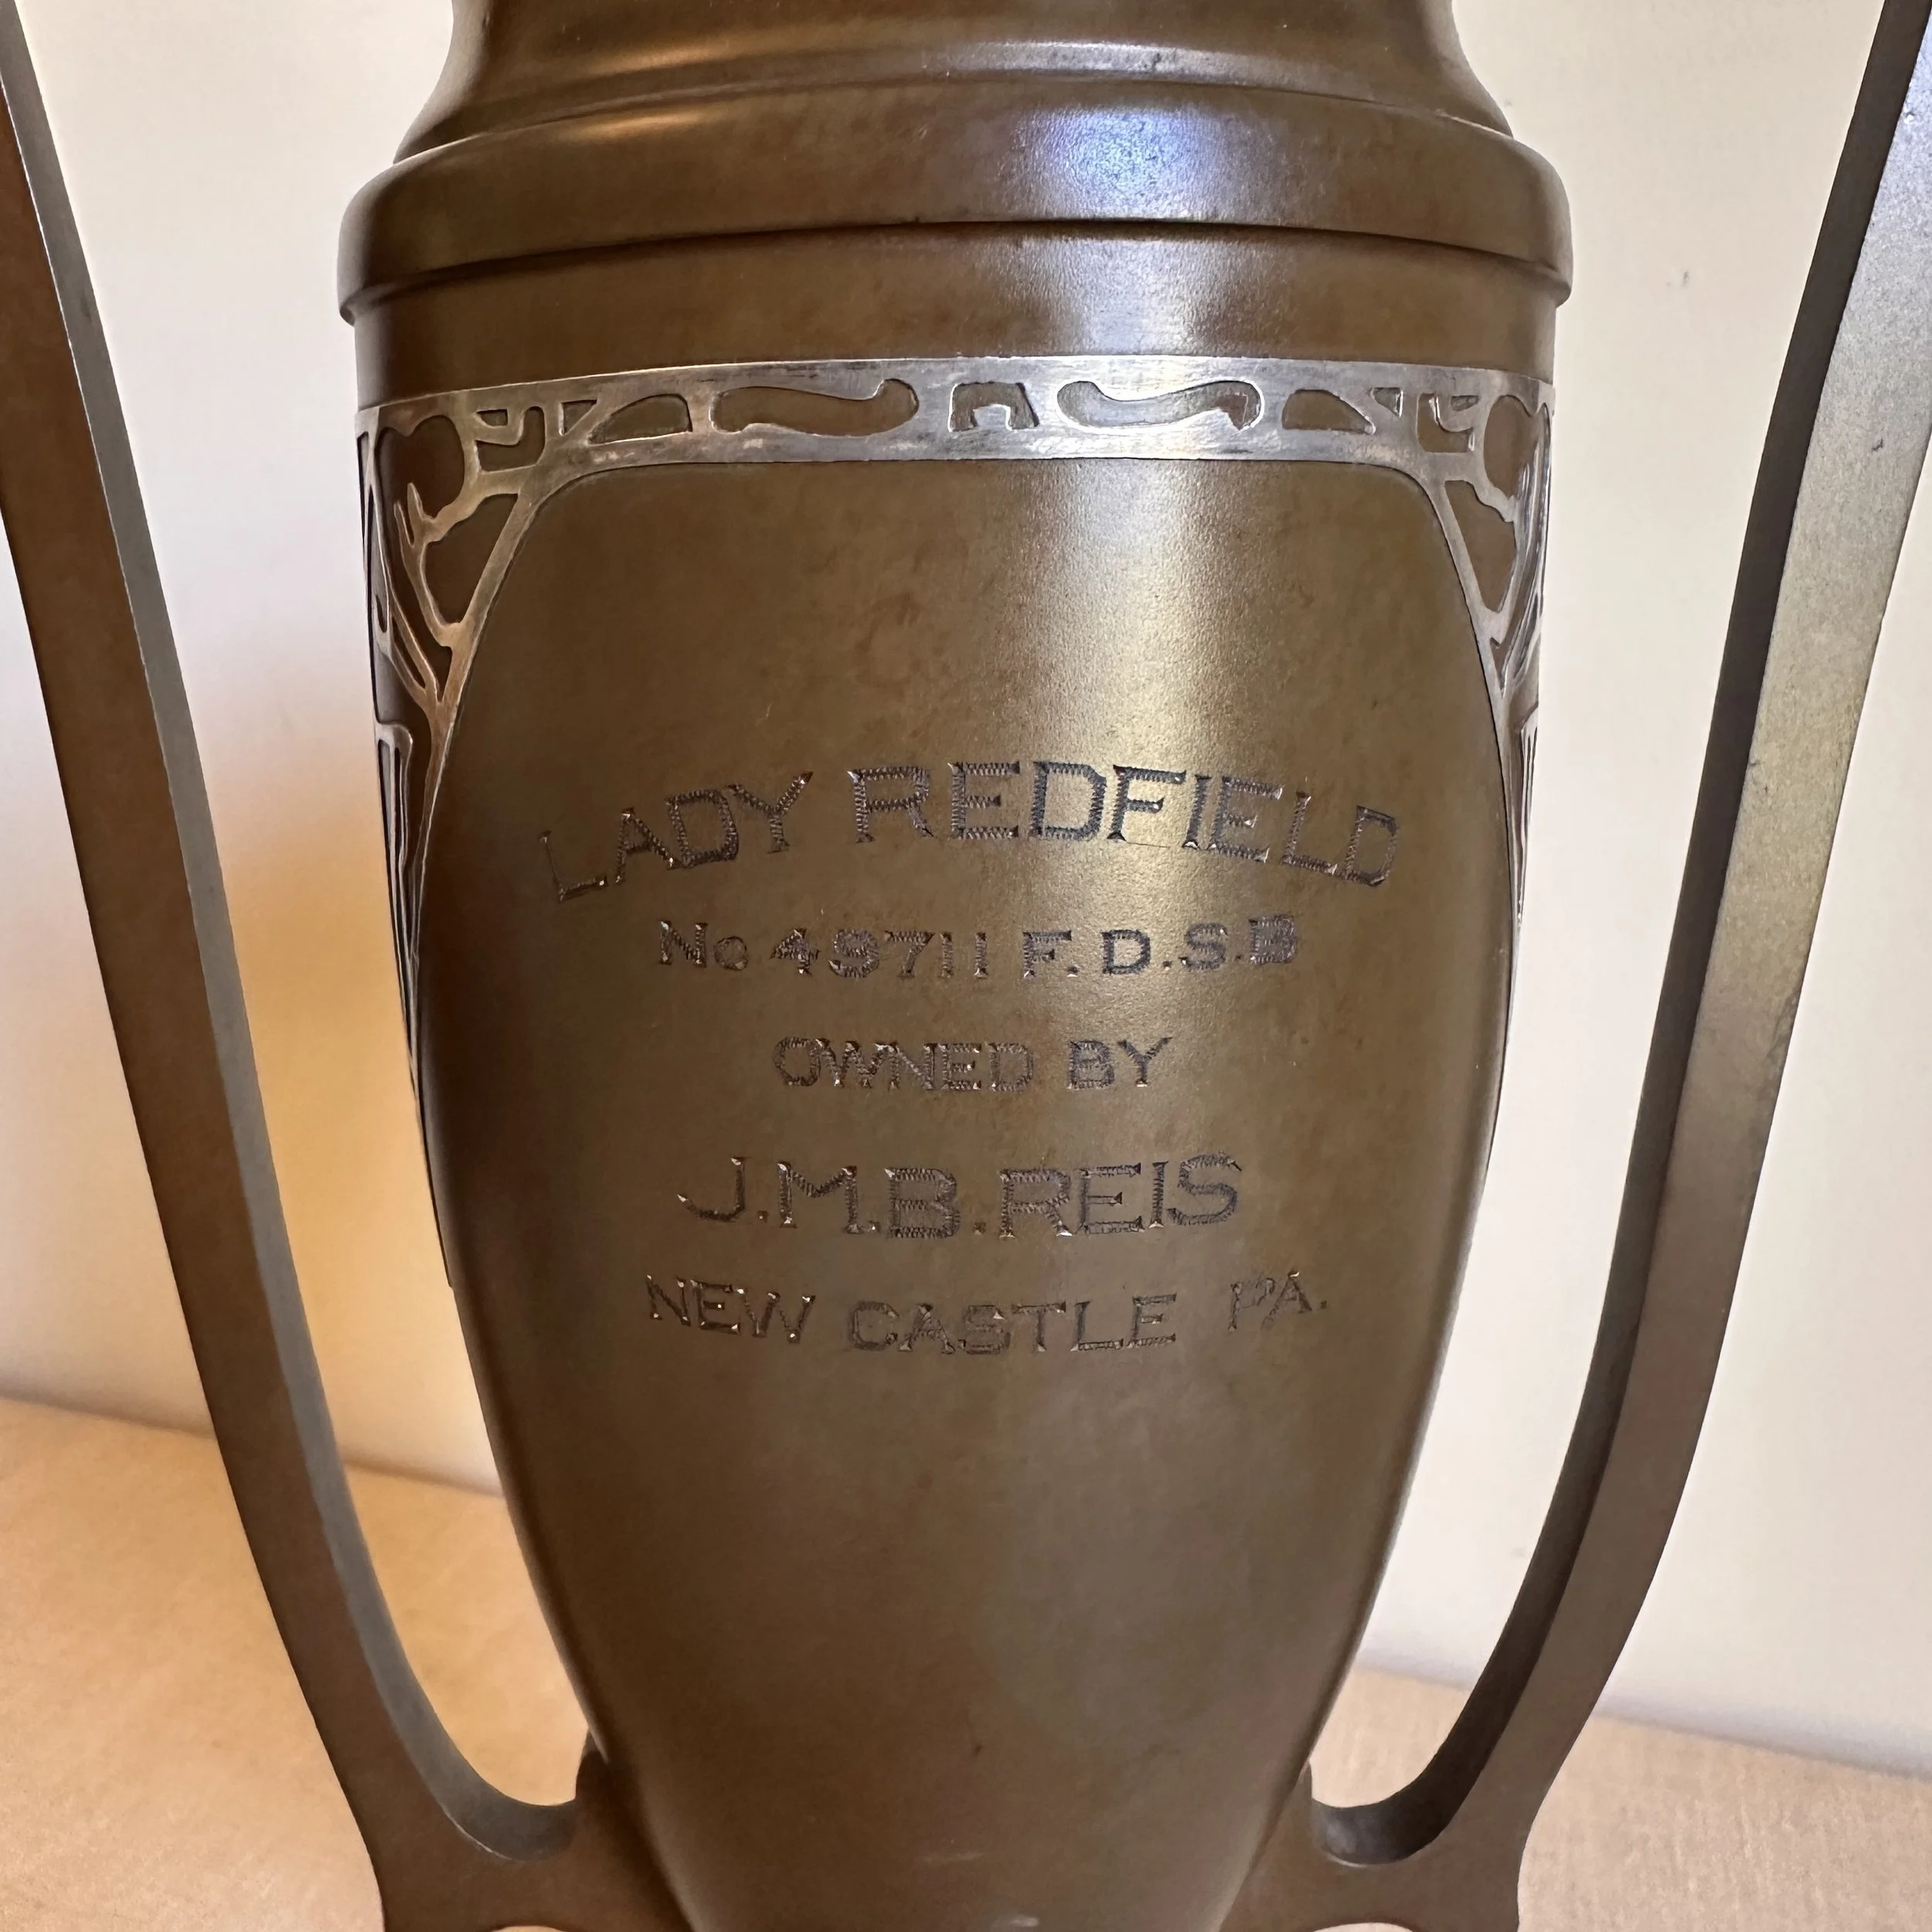 LADY REDFIELD
No 49711 F.D.S.B
OWNED BY
J.M.B.REIS
NEW CASTLE PA.